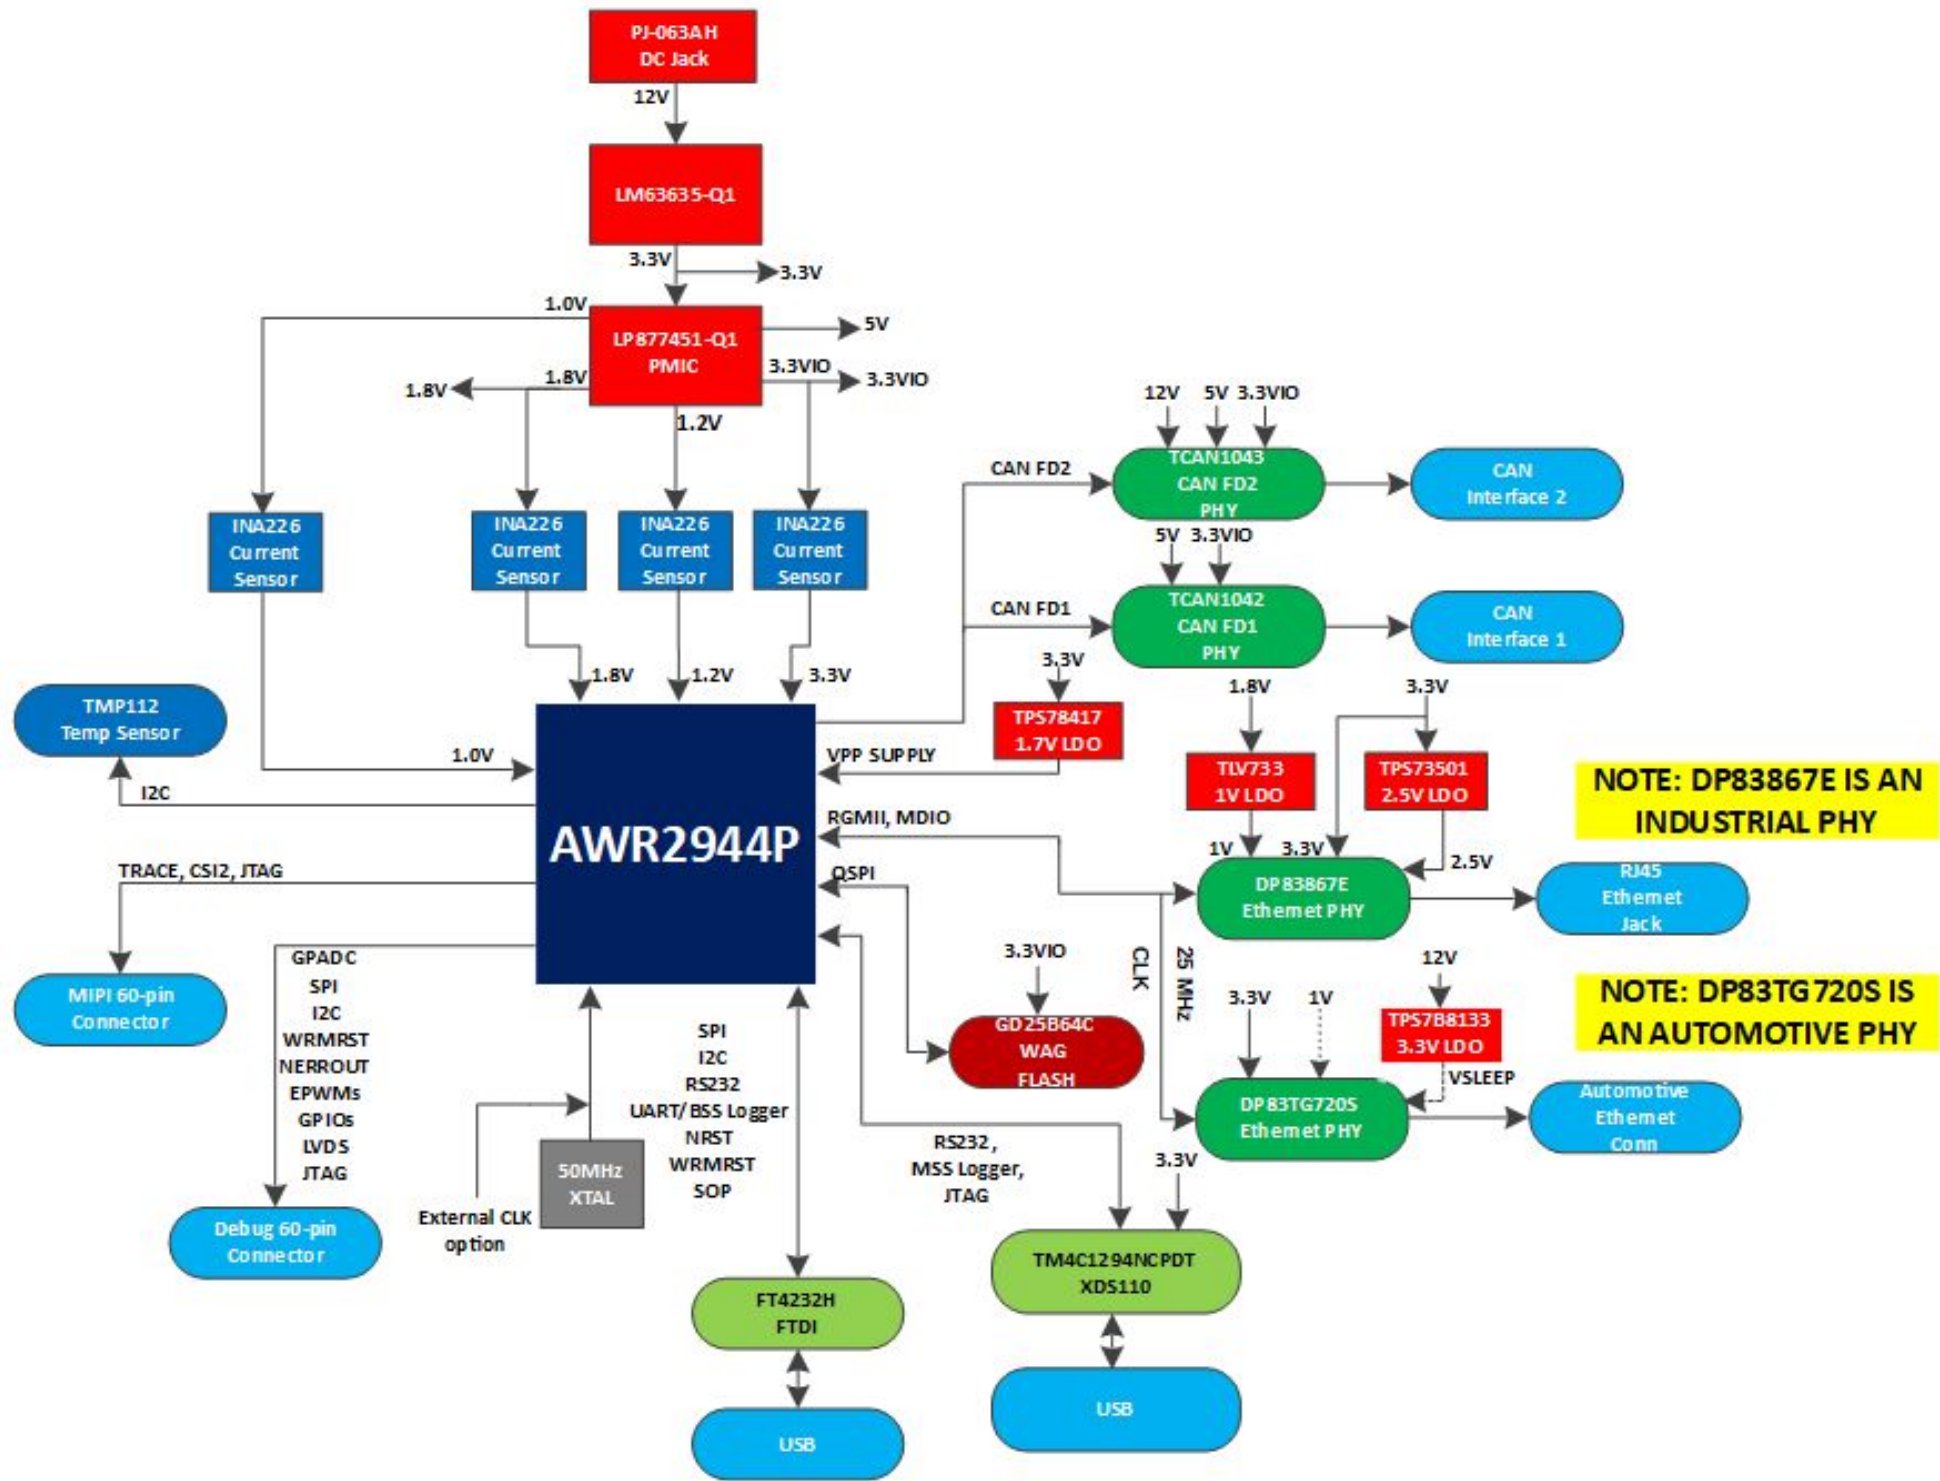 PJ-063AH
DC Jack
12V
LM63635-Q1
3.3V
3.3V
1.0V
LP877451-Q1
PMIC
5V
3.3VIO
3.3VIO
1.8V
1.8V
1.2V
INA226
Current
Sensor
INA226
Current
Sensor
INA226
Current
Sensor
INA226
Current
Sensor
1.8V
1.2V
3.3V
1.0V
TMP112
Temp Sensor
I2C
AWR2944P
TRACE, CSI2, JTAG
MIPI 60-pin
Connector
GPADC
SPI
I2C
WRMRST
NERROUT
EPWMs
GPIOs
LVDS
JTAG
Debug 60-pin
Connector
External CLK
option
50MHz
XTAL
SPI
I2C
RS232
UART/BSS Logger
NRST
WRMRST
SOP
FT4232H
FTDI
USB
12V
5V
3.3VIO
CAN FD2
TCAN1043
CAN FD2
PHY
CAN
Interface 2
5V
3.3VIO
CAN FD1
TCAN1042
CAN FD1
PHY
CAN
Interface 1
3.3V
TPS78417
1.7V LDO
VPP SUPPLY
1.8V
TLV733
1V LDO
3.3V
TPS73501
2.5V LDO
RGMII, MDIO
1V
3.3V
2.5V
DP83867E
Ethernet PHY
RJ45
Ethernet
Jack
NOTE: DP83867E IS AN
INDUSTRIAL PHY
QSPI
3.3VIO
GD25B64C
WAG
FLASH
CLK
25 MHz
3.3V
1V
12V
TPS7B8133
3.3V LDO
VSLEEP
DP83TG720S
Ethernet PHY
Automotive
Ethernet
Conn
NOTE: DP83TG720S IS
AN AUTOMOTIVE PHY
RS232,
MSS Logger,
JTAG
3.3V
TM4C1294NCPDT
XDS110
USB